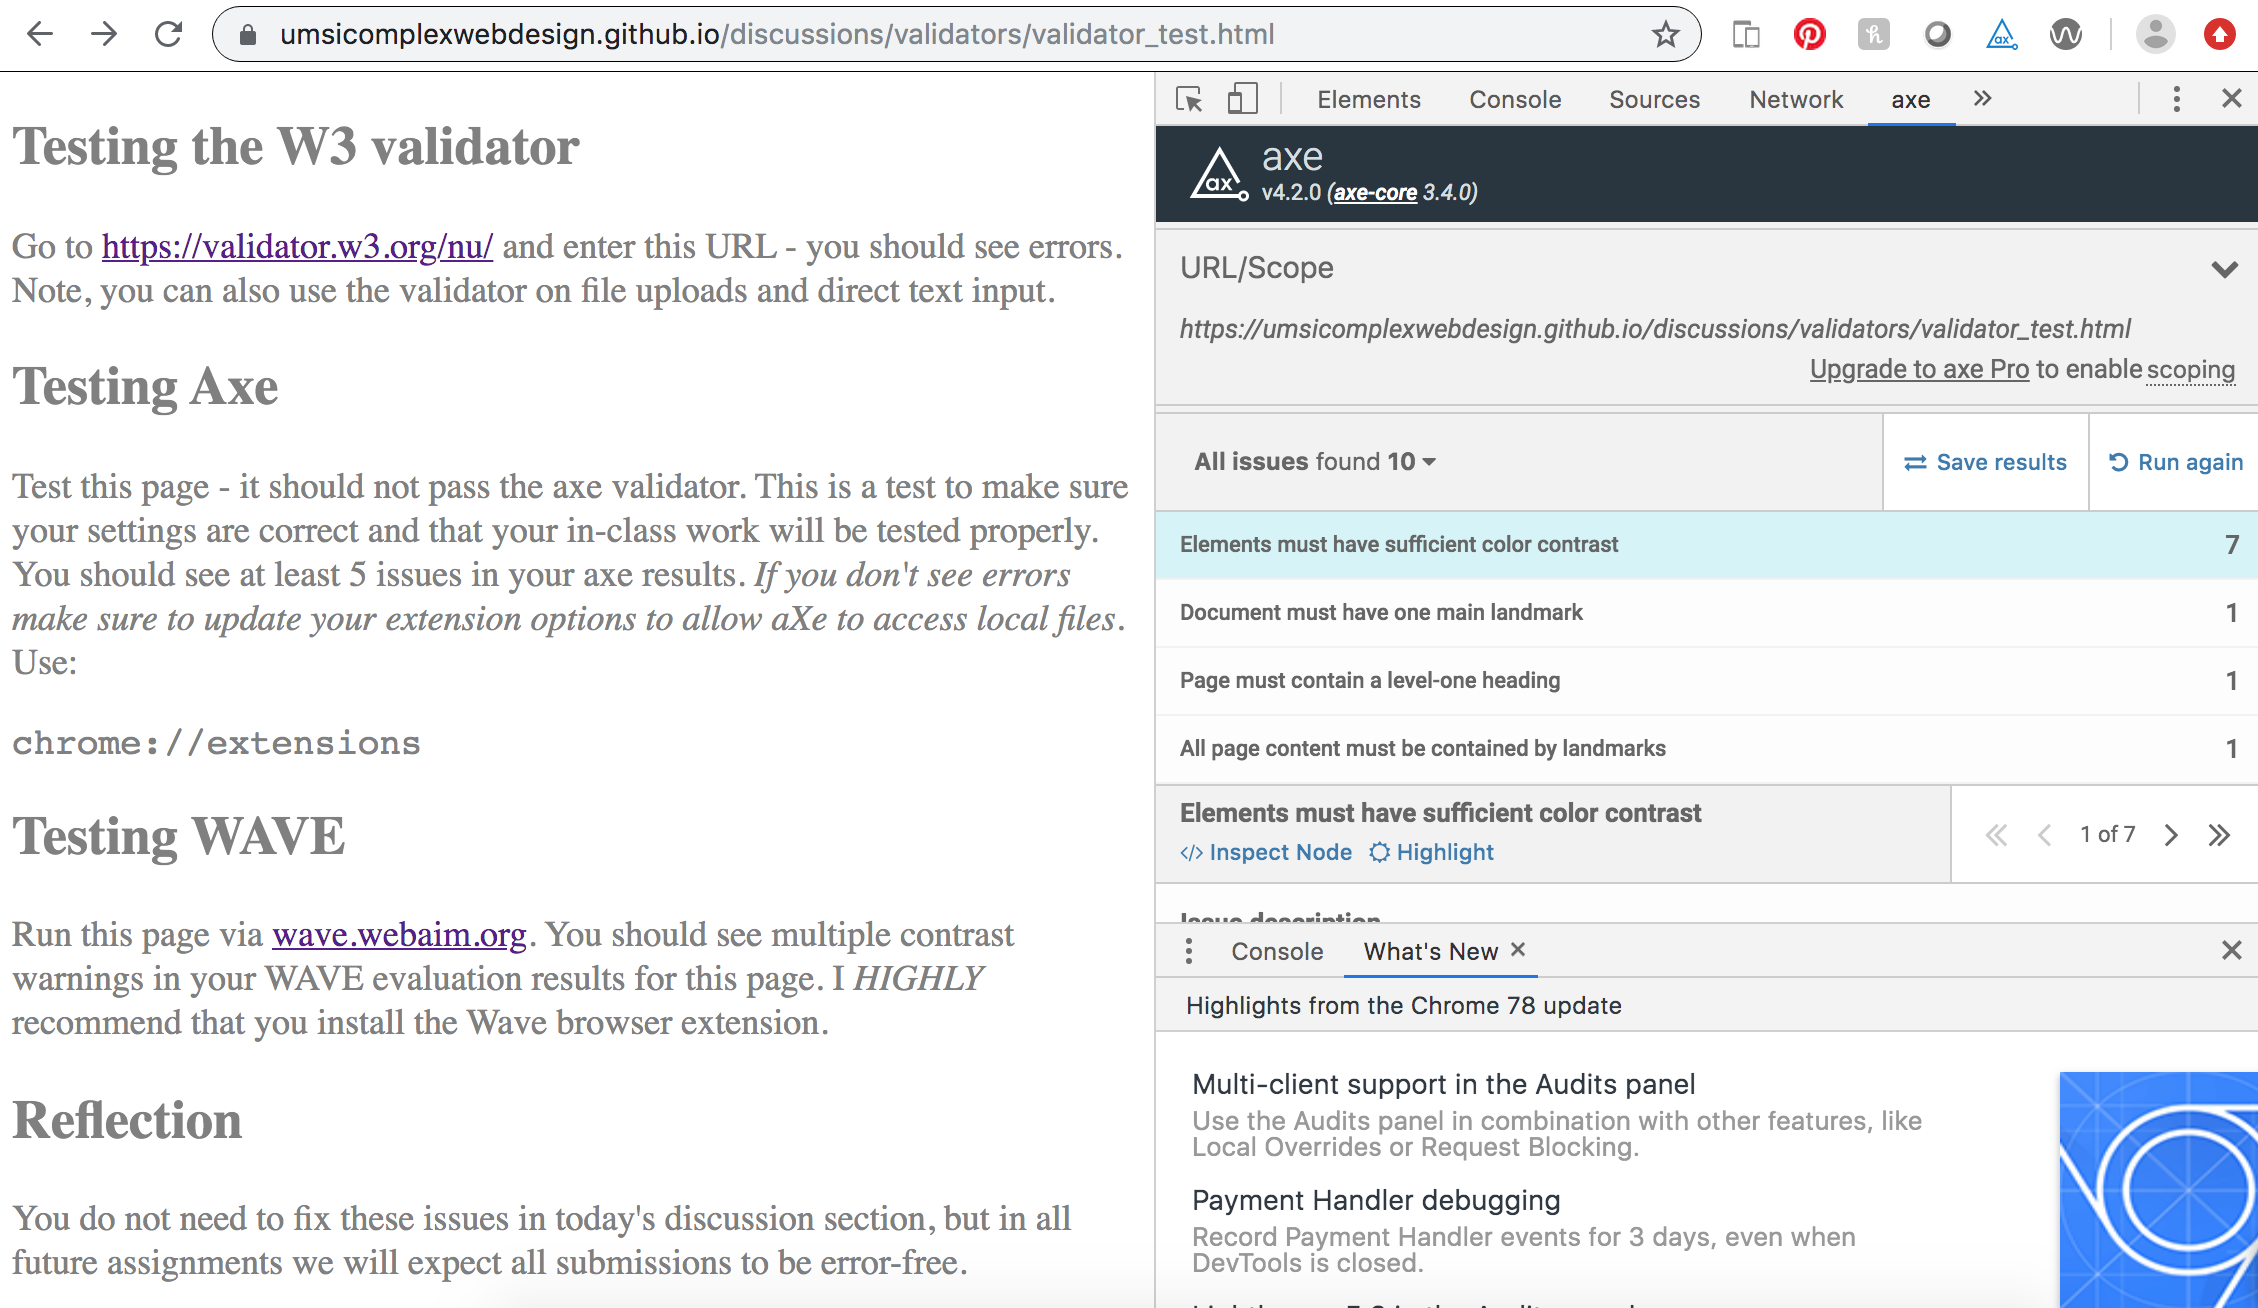 umsicomplexwebdesign.github.io/discussions/validators/validator_test.html
Testing the W3 validator
Go to https://validator.w3.org/nu/ and enter this URL - you should see errors.
Note, you can also use the validator on file uploads and direct text input.
Testing Axe
Test this page - it should not pass the axe validator. This is a test to make sure
your settings are correct and that your in-class work will be tested properly.
You should see at least 5 issues in your axe results. If you don't see errors
make sure to update your extension options to allow aXe to access local files.
Use:
chrome://extensions
Testing WAVE
Run this page via wave.webaim.org. You should see multiple contrast
warnings in your WAVE evaluation results for this page. I HIGHLY
recommend that you install the Wave browser extension.
Reflection
You do not need to fix these issues in today's discussion section, but in all
future assignments we will expect all submissions to be error-free.
Elements Console Sources Network axe
ax axe
v4.2.0 (axe-core 3.4.0)
URL/Scope
https://umsicomplexwebdesign.github.io/discussions/validators/validator_test.html
Upgrade to axe Pro to enable scoping
All issues found 10
Save results
Run again
Elements must have sufficient color contrast 7
Document must have one main landmark 1
Page must contain a level-one heading 1
All page content must be contained by landmarks 1
Elements must have sufficient color contrast
</> Inspect Node Highlight
1 of 7
Issue description
Console What's New
Highlights from the Chrome 78 update
Multi-client support in the Audits panel
Use the Audits panel in combination with other features, like
Local Overrides or Request Blocking.
Payment Handler debugging
Record Payment Handler events for 3 days, even when
DevTools is closed.